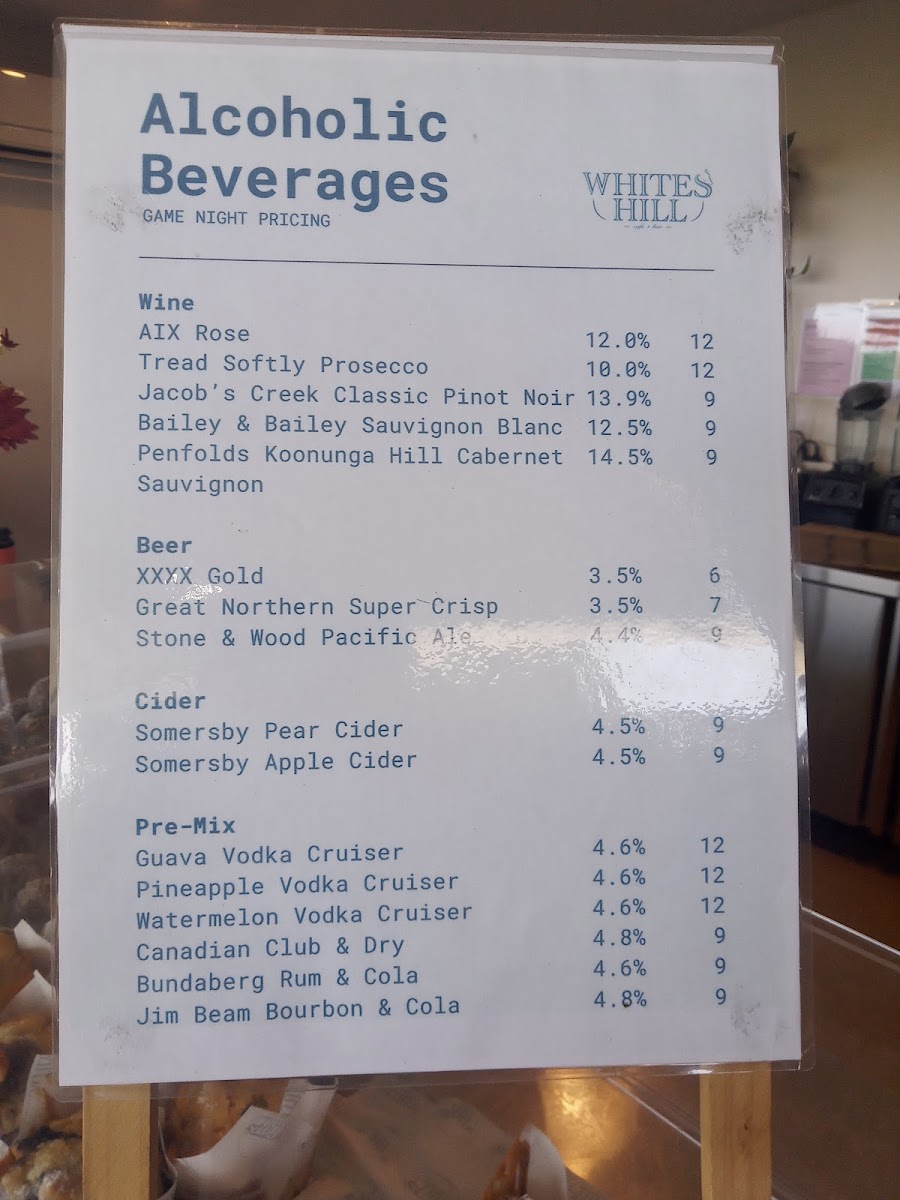 Alcoholic
Beverages
GAME NIGHT PRICING
WHITES
HILL
Wine
AIX Rose 12.0% 12
Tread Softly Prosecco 10.0% 12
Jacob's Creek Classic Pinot Noir 13.9% 9
Bailey & Bailey Sauvignon Blanc 12.5% 9
Penfolds Koonunga Hill Cabernet 14.5% 9
Sauvignon
Beer
XXXX Gold 3.5% 6
Great Northern Super Crisp 3.5% 7
Stone & Wood Pacific Ale 4.4% 9
Cider
Somersby Pear Cider 4.5% 9
Somersby Apple Cider 4.5% 9
Pre-Mix
Guava Vodka Cruiser 4.6% 12
Pineapple Vodka Cruiser 4.6% 12
Watermelon Vodka Cruiser 4.6% 12
Canadian Club & Dry 4.8% 9
Bundaberg Rum & Cola 4.6% 9
Jim Beam Bourbon & Cola 4.8% 9